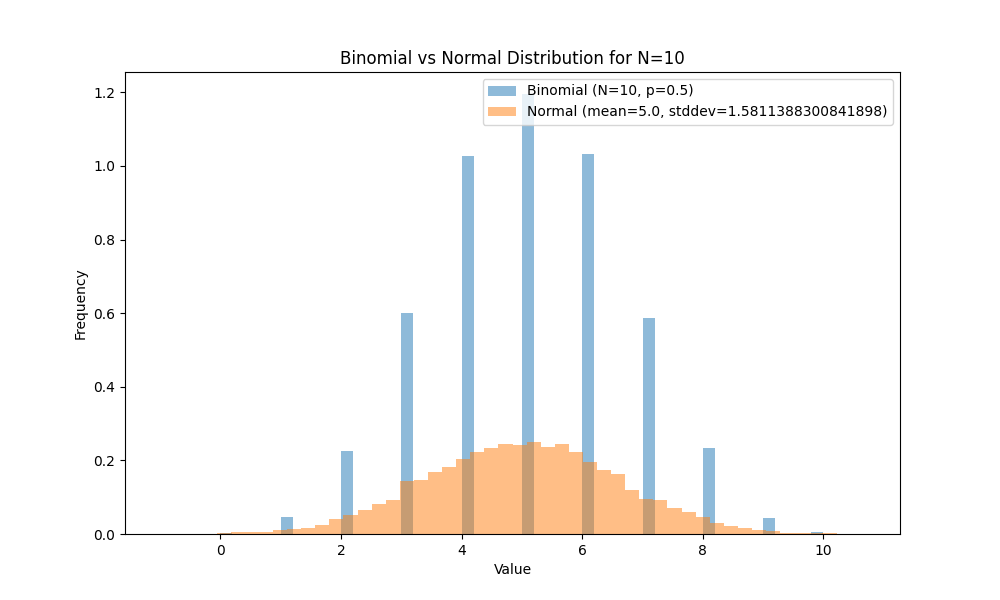 Binomial vs Normal Distribution for N=10
Binomial (N=10, p=0.5)
Normal (mean=5.0, stddev=1.5811388300841898)
Frequency
1.2
1.0
0.8
0.6
0.4
0.2
0.0
0 2 4 6 8 10
Value